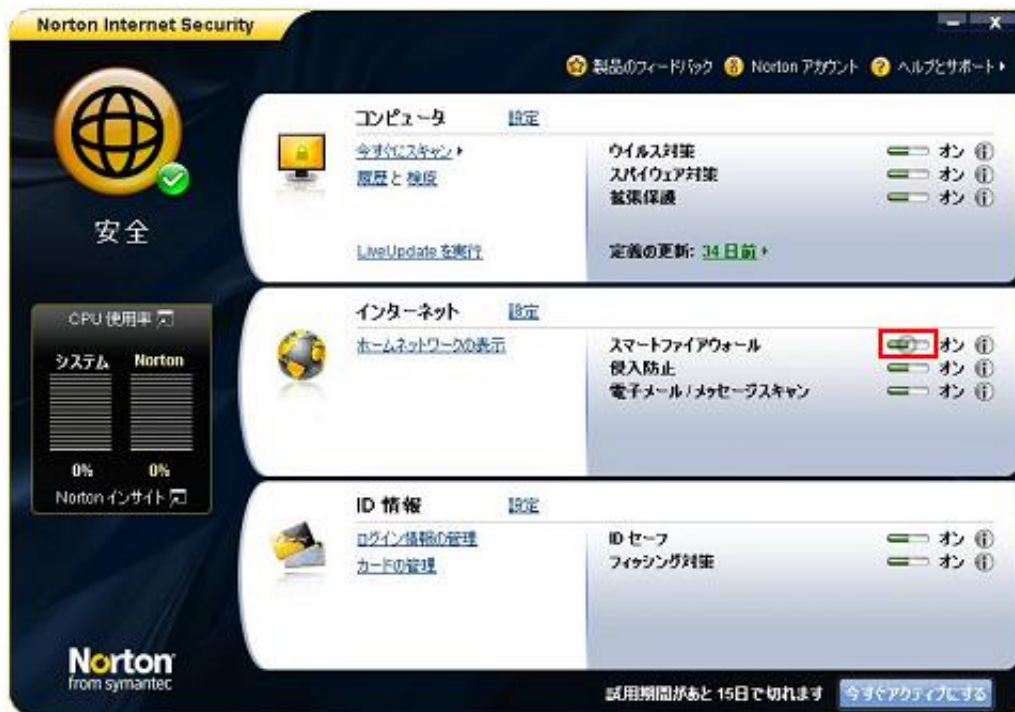 Norton Internet Security
製品のフィードバック Norton アカウント ヘルプとサポート
コンピュータ 設定
今すぐにスキャン
履歴と検疫
LiveUpdate を実行
ウイルス対策 オン
スパイウェア対策 オン
拡張保護 オン
定義の更新: 34 日前
安全
CPU 使用率
システム Norton
0% 0%
Norton インサイト
インターネット 設定
ホームネットワークの表示
スマートファイアウォール オン
侵入防止 オン
電子メール / メッセージスキャン オン
ID 情報 設定
ログイン情報の管理
カードの管理
ID セーフ オン
フィッシング対策 オン
Norton
from symantec
試用期間があと 15日で切れます 今すぐアクティブにする